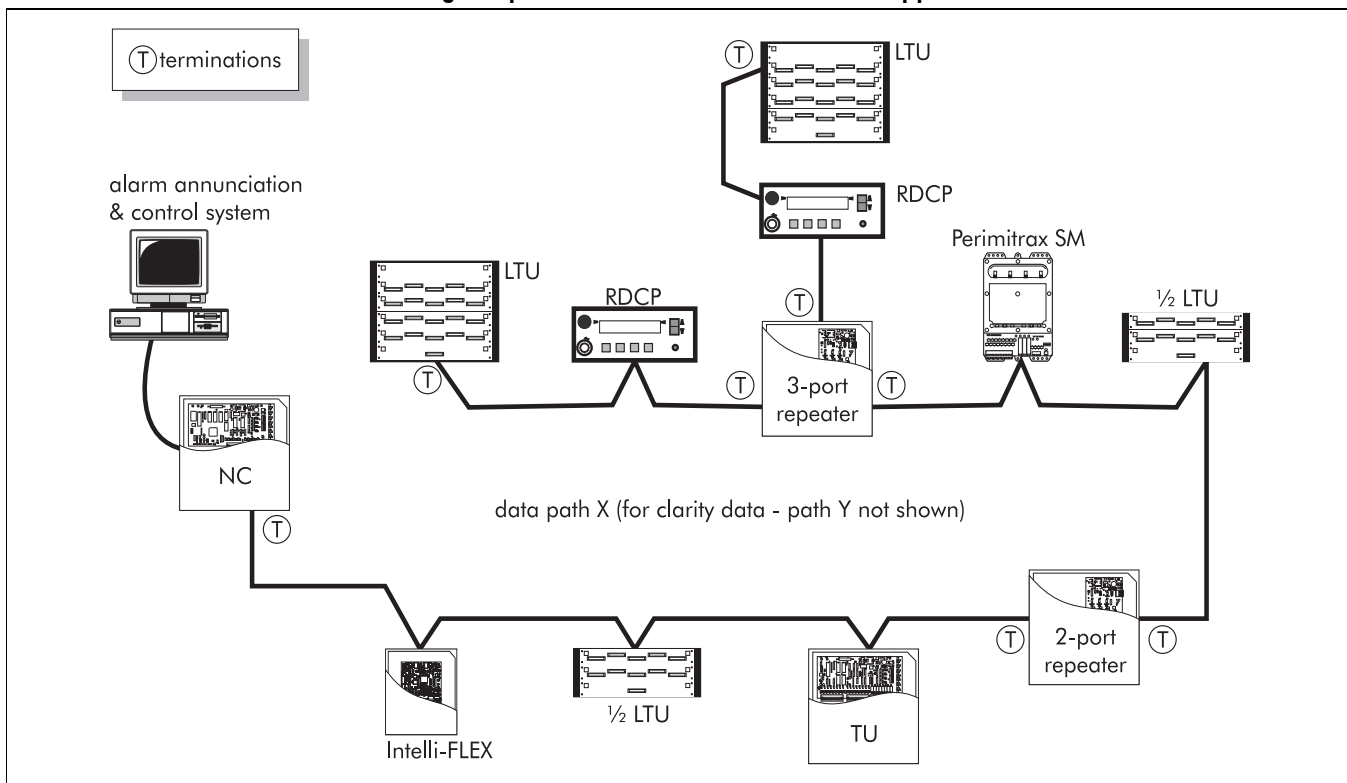 Ⓣ terminations
Ⓣ
LTU
RDCP
alarm annunciation
& control system
LTU
RDCP
Perimitrax SM
½ LTU
Ⓣ
Ⓣ
Ⓣ
3-port
repeater
Ⓣ
NC
Ⓣ
data path X (for clarity data - path Y not shown)
Ⓣ
2-port
repeater
Ⓣ
Intelli-FLEX
½ LTU
TU